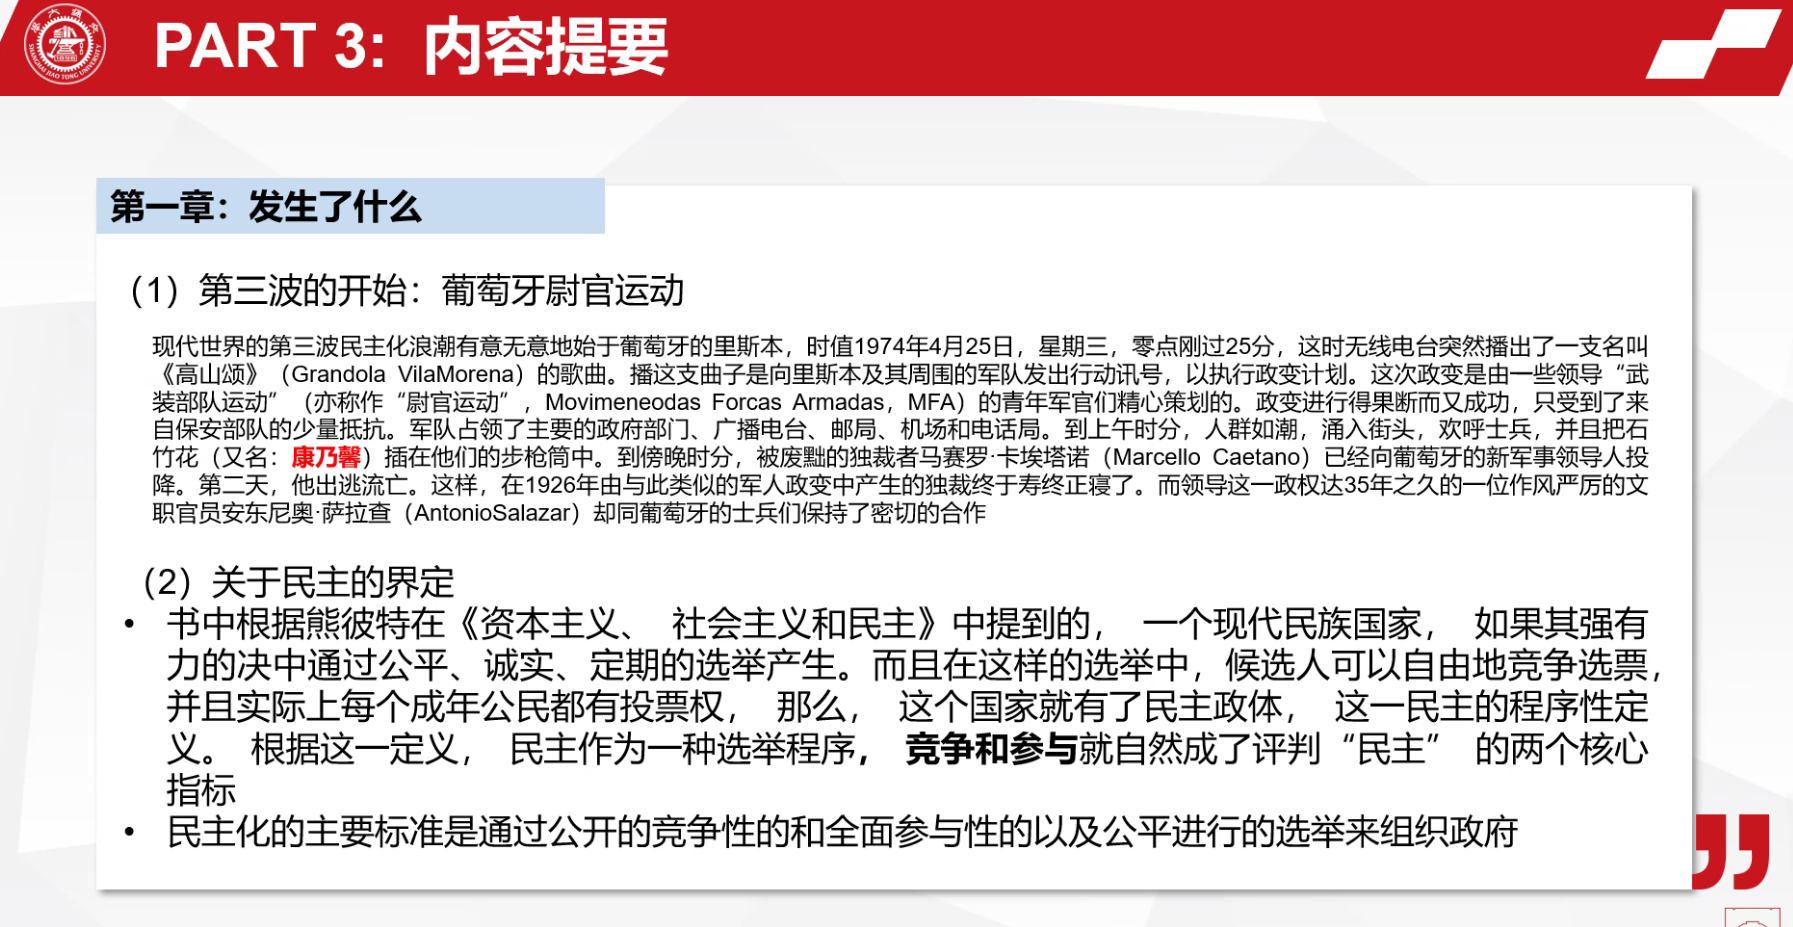 PART 3：内容提要
SHANGHAI JIAO TONG UNIVERSITY
第一章：发生了什么
（1）第三波的开始：葡萄牙尉官运动
现代世界的第三波民主化浪潮有意无意地始于葡萄牙的里斯本，时值1974年4月25日，星期三，零点刚过25分，这时无线电台突然播出了一支名叫
《高山颂》（Grandola VilaMorena）的歌曲。播这支曲子是向里斯本及其周围的军队发出行动讯号，以执行政变计划。这次政变是由一些领导“武
装部队运动”（亦称作“尉官运动”，Movimeneodas Forcas Armadas，MFA）的青年军官们精心策划的。政变进行得果断而又成功，只受到了来
自保安部队的少量抵抗。军队占领了主要的政府部门、广播电台、邮局、机场和电话局。到上午时分，人群如潮，涌入街头，欢呼士兵，并且把石
竹花（又名：康乃馨）插在他们的步枪筒中。到傍晚时分，被废黜的独裁者马赛罗·卡埃塔诺（Marcello Caetano）已经向葡萄牙的新军事领导人投
降。第二天，他出逃流亡。这样，在1926年由与此类似的军人政变中产生的独裁终于寿终正寝了。而领导这一政权达35年之久的一位作风严厉的文
职官员安东尼奥·萨拉查（AntonioSalazar）却同葡萄牙的士兵们保持了密切的合作
（2）关于民主的界定
• 书中根据熊彼特在《资本主义、 社会主义和民主》中提到的， 一个现代民族国家， 如果其强有
力的决中通过公平、诚实、定期的选举产生。而且在这样的选举中，候选人可以自由地竞争选票，
并且实际上每个成年公民都有投票权， 那么， 这个国家就有了民主政体， 这一民主的程序性定
义。 根据这一定义， 民主作为一种选举程序， 竞争和参与就自然成了评判“民主” 的两个核心
指标
• 民主化的主要标准是通过公开的竞争性的和全面参与性的以及公平进行的选举来组织政府